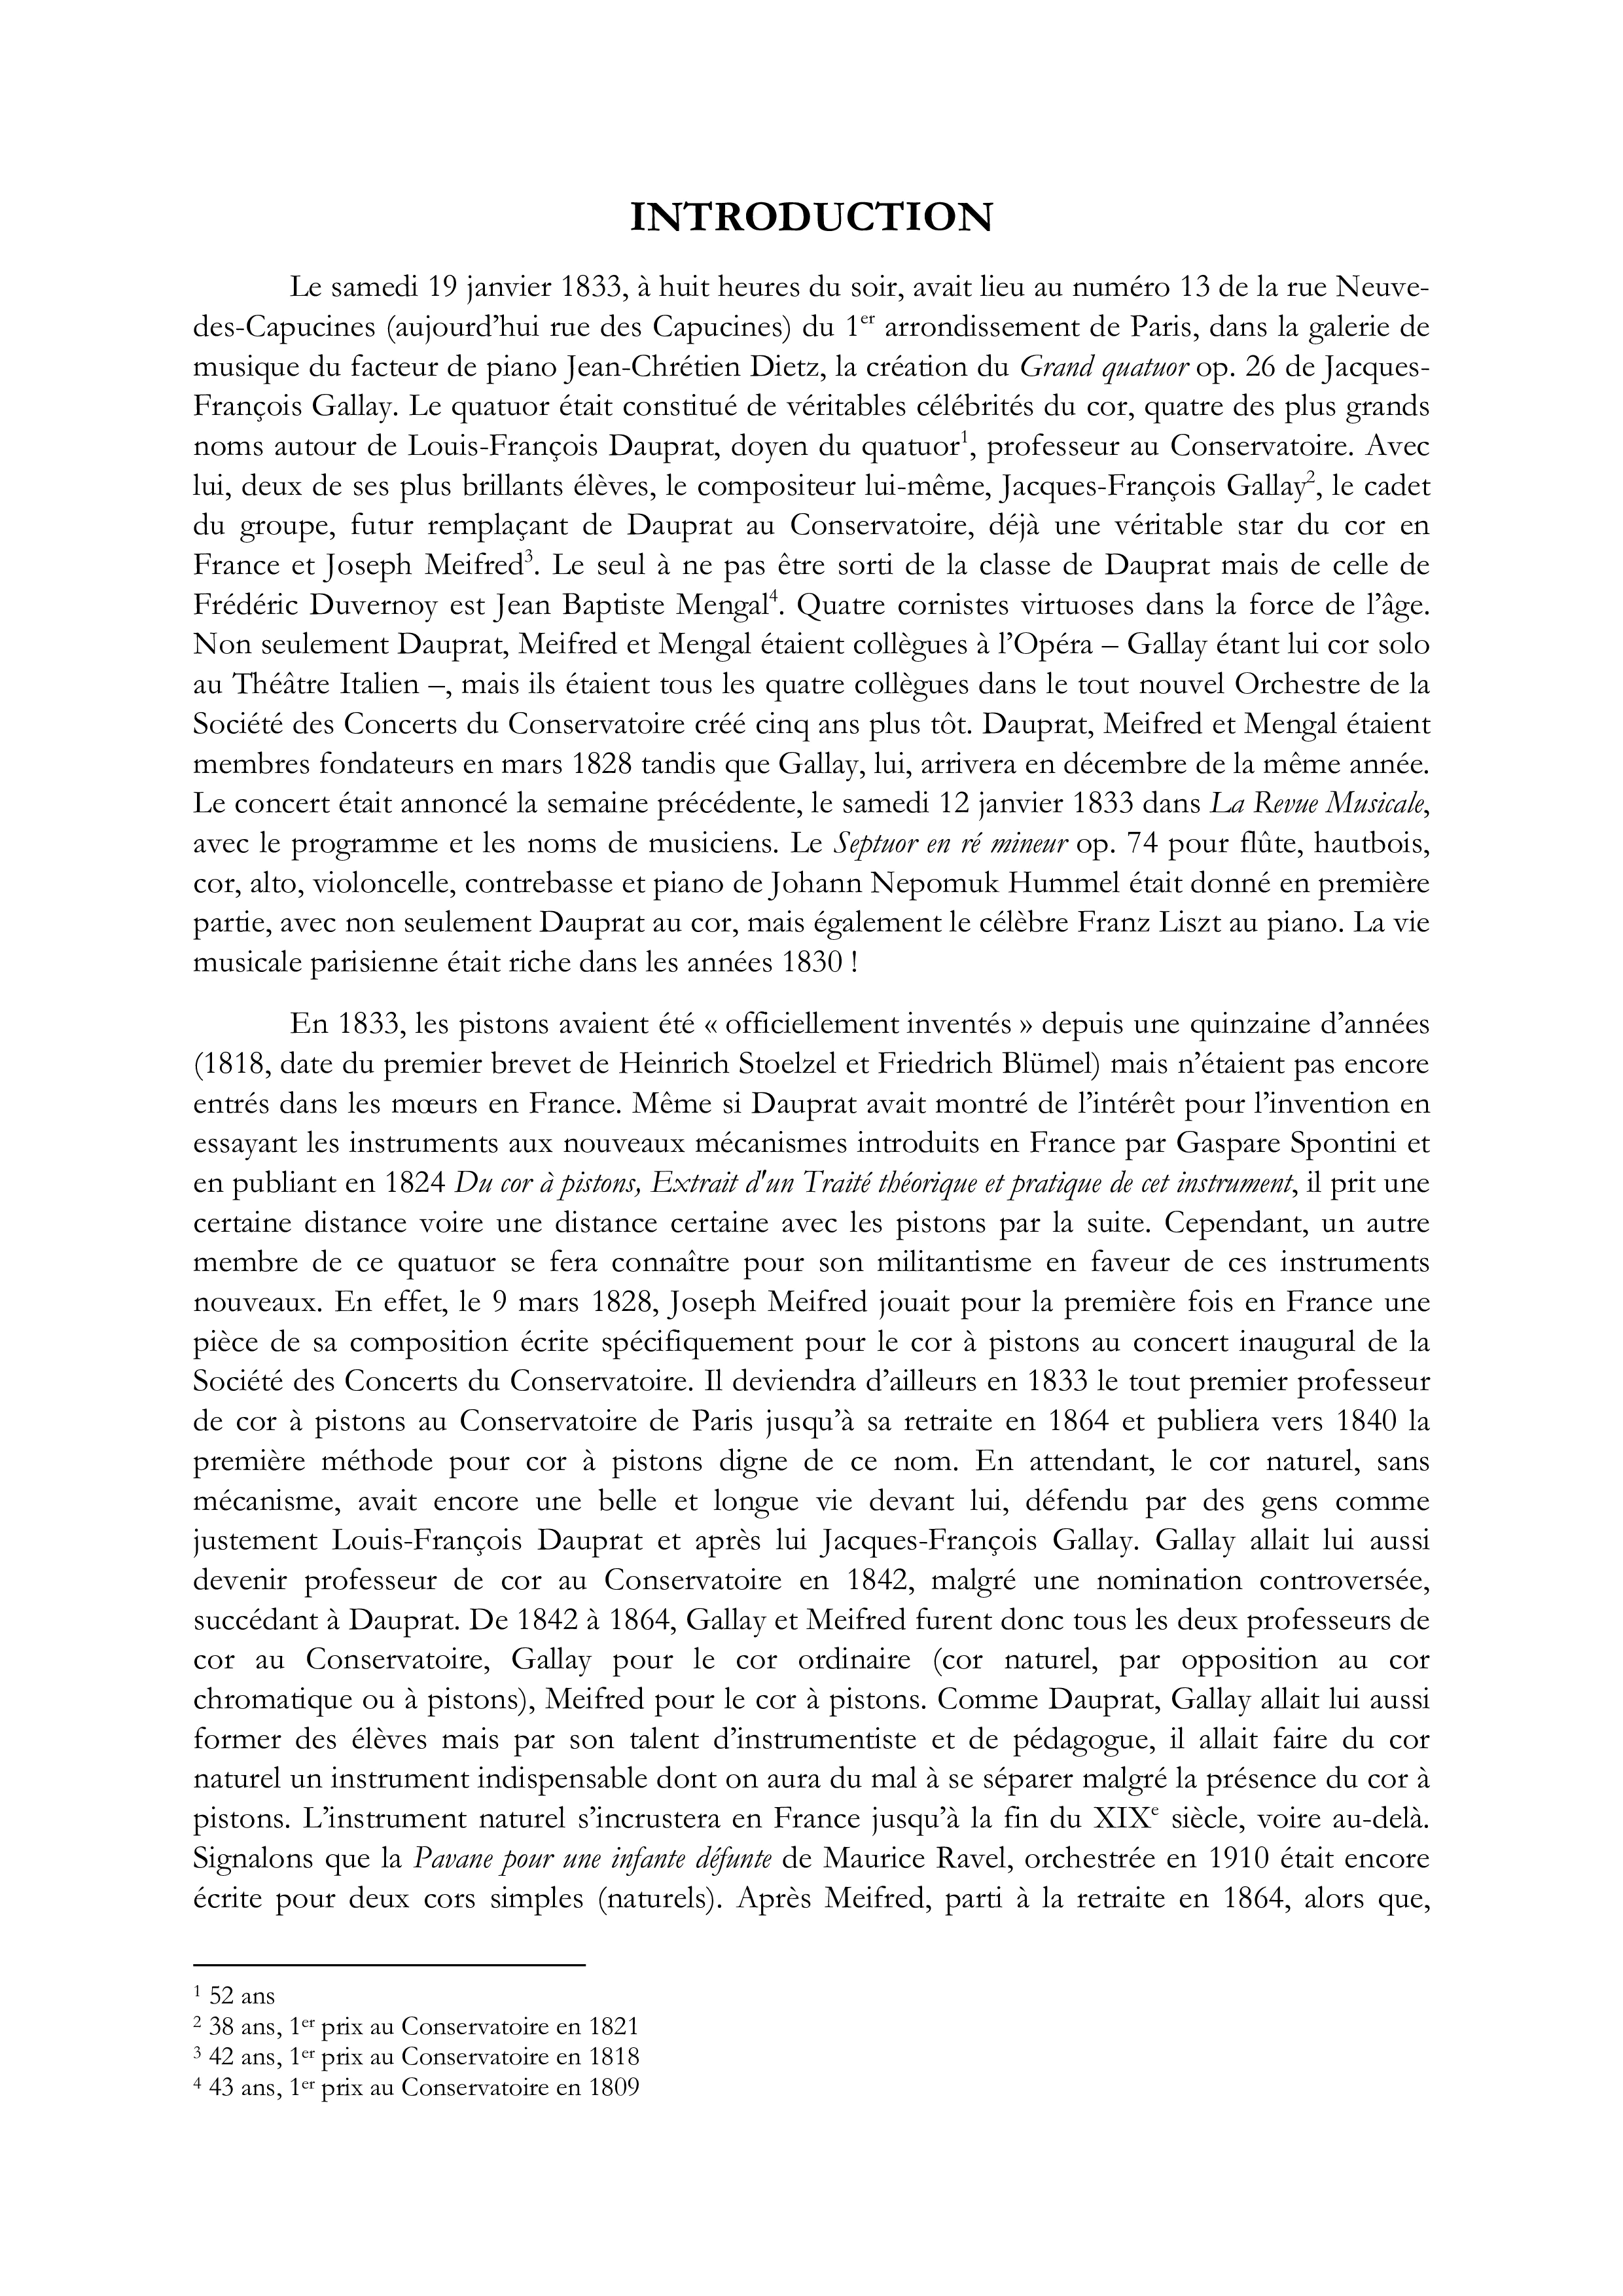 INTRODUCTION
Le samedi 19 janvier 1833, à huit heures du soir, avait lieu au numéro 13 de la rue Neuve-
des-Capucines (aujourd’hui rue des Capucines) du 1er arrondissement de Paris, dans la galerie de
musique du facteur de piano Jean-Chrétien Dietz, la création du Grand quatuor op. 26 de Jacques-
François Gallay. Le quatuor était constitué de véritables célébrités du cor, quatre des plus grands
noms autour de Louis-François Dauprat, doyen du quatuor1, professeur au Conservatoire. Avec
lui, deux de ses plus brillants élèves, le compositeur lui-même, Jacques-François Gallay2, le cadet
du groupe, futur remplaçant de Dauprat au Conservatoire, déjà une véritable star du cor en
France et Joseph Meifred3. Le seul à ne pas être sorti de la classe de Dauprat mais de celle de
Frédéric Duvernoy est Jean Baptiste Mengal4. Quatre cornistes virtuoses dans la force de l’âge.
Non seulement Dauprat, Meifred et Mengal étaient collègues à l’Opéra – Gallay étant lui cor solo
au Théâtre Italien –, mais ils étaient tous les quatre collègues dans le tout nouvel Orchestre de la
Société des Concerts du Conservatoire créé cinq ans plus tôt. Dauprat, Meifred et Mengal étaient
membres fondateurs en mars 1828 tandis que Gallay, lui, arrivera en décembre de la même année.
Le concert était annoncé la semaine précédente, le samedi 12 janvier 1833 dans La Revue Musicale,
avec le programme et les noms de musiciens. Le Septuor en ré mineur op. 74 pour flûte, hautbois,
cor, alto, violoncelle, contrebasse et piano de Johann Nepomuk Hummel était donné en première
partie, avec non seulement Dauprat au cor, mais également le célèbre Franz Liszt au piano. La vie
musicale parisienne était riche dans les années 1830 !
En 1833, les pistons avaient été « officiellement inventés » depuis une quinzaine d’années
(1818, date du premier brevet de Heinrich Stoelzel et Friedrich Blümel) mais n’étaient pas encore
entrés dans les mœurs en France. Même si Dauprat avait montré de l’intérêt pour l’invention en
essayant les instruments aux nouveaux mécanismes introduits en France par Gaspare Spontini et
en publiant en 1824 Du cor à pistons, Extrait d'un Traité théorique et pratique de cet instrument, il prit une
certaine distance voire une distance certaine avec les pistons par la suite. Cependant, un autre
membre de ce quatuor se fera connaître pour son militantisme en faveur de ces instruments
nouveaux. En effet, le 9 mars 1828, Joseph Meifred jouait pour la première fois en France une
pièce de sa composition écrite spécifiquement pour le cor à pistons au concert inaugural de la
Société des Concerts du Conservatoire. Il deviendra d’ailleurs en 1833 le tout premier professeur
de cor à pistons au Conservatoire de Paris jusqu’à sa retraite en 1864 et publiera vers 1840 la
première méthode pour cor à pistons digne de ce nom. En attendant, le cor naturel, sans
mécanisme, avait encore une belle et longue vie devant lui, défendu par des gens comme
justement Louis-François Dauprat et après lui Jacques-François Gallay. Gallay allait lui aussi
devenir professeur de cor au Conservatoire en 1842, malgré une nomination controversée,
succédant à Dauprat. De 1842 à 1864, Gallay et Meifred furent donc tous les deux professeurs de
cor au Conservatoire, Gallay pour le cor ordinaire (cor naturel, par opposition au cor
chromatique ou à pistons), Meifred pour le cor à pistons. Comme Dauprat, Gallay allait lui aussi
former des élèves mais par son talent d’instrumentiste et de pédagogue, il allait faire du cor
naturel un instrument indispensable dont on aura du mal à se séparer malgré la présence du cor à
pistons. L’instrument naturel s’incrustera en France jusqu’à la fin du XIXe siècle, voire au-delà.
Signalons que la Pavane pour une infante défunte de Maurice Ravel, orchestrée en 1910 était encore
écrite pour deux cors simples (naturels). Après Meifred, parti à la retraite en 1864, alors que,
1 52 ans
2 38 ans, 1er prix au Conservatoire en 1821
3 42 ans, 1er prix au Conservatoire en 1818
4 43 ans, 1er prix au Conservatoire en 1809